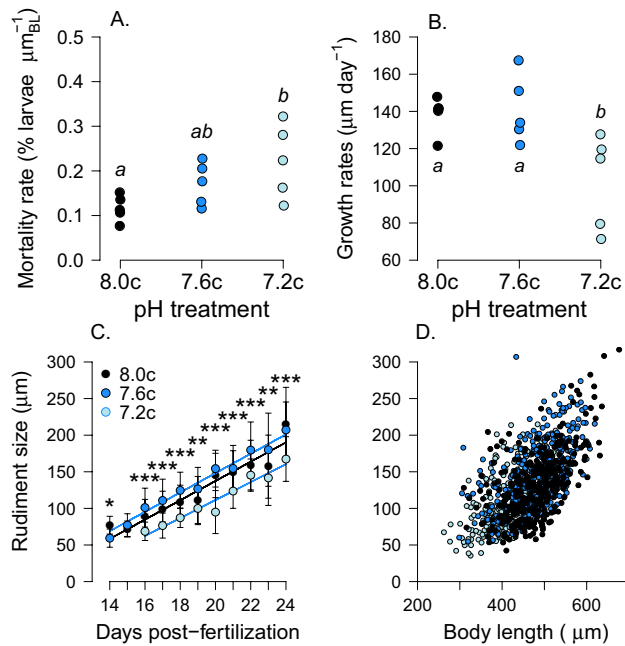 A.
Mortality rate (% larvae μm⁻¹BL)
0.5
0.4
0.3
0.2
0.1
0.0
a
ab
b
8.0c 7.6c 7.2c
pH treatment
B.
Growth rates (μm day⁻¹)
160
140
120
100
80
60
a
a
b
8.0c 7.6c 7.2c
pH treatment
C.
Rudiment size (μm)
300
250
200
150
100
50
0
8.0c
7.6c
7.2c
* *** *** *** ** *** *** *** ** ***
14 16 18 20 22 24
Days post−fertilization
D.
300
250
200
150
100
50
0
200 400 600
Body length ( μm)